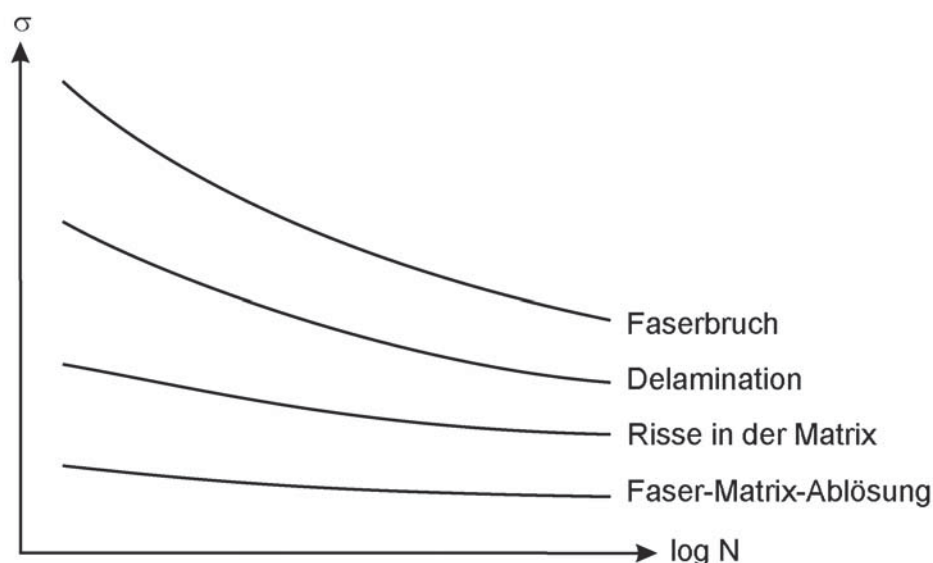 σ
Faserbruch
Delamination
Risse in der Matrix
Faser-Matrix-Ablösung
log N